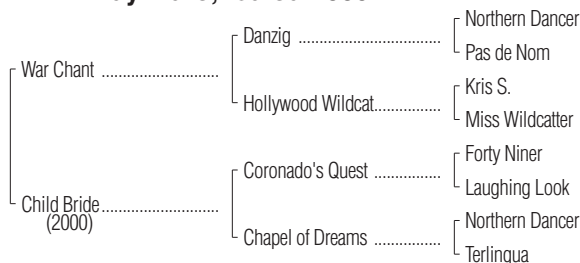 Northern Dancer
Danzig ......................................
Pas de Nom
War Chant ...................................
Kris S.
Hollywood Wildcat....................
Miss Wildcatter
Forty Niner
Coronado's Quest ....................
Laughing Look
Child Bride...................................
(2000)
Northern Dancer
Chapel of Dreams ....................
Terlingua